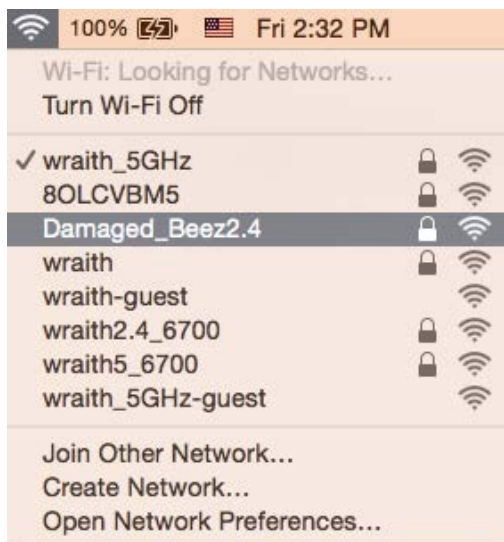 100% Fri 2:32 PM
Wi-Fi: Looking for Networks...
Turn Wi-Fi Off
✓ wraith_5GHz
8OLCVBM5
Damaged_Beez2.4
wraith
wraith-guest
wraith2.4_6700
wraith5_6700
wraith_5GHz-guest
Join Other Network...
Create Network...
Open Network Preferences...